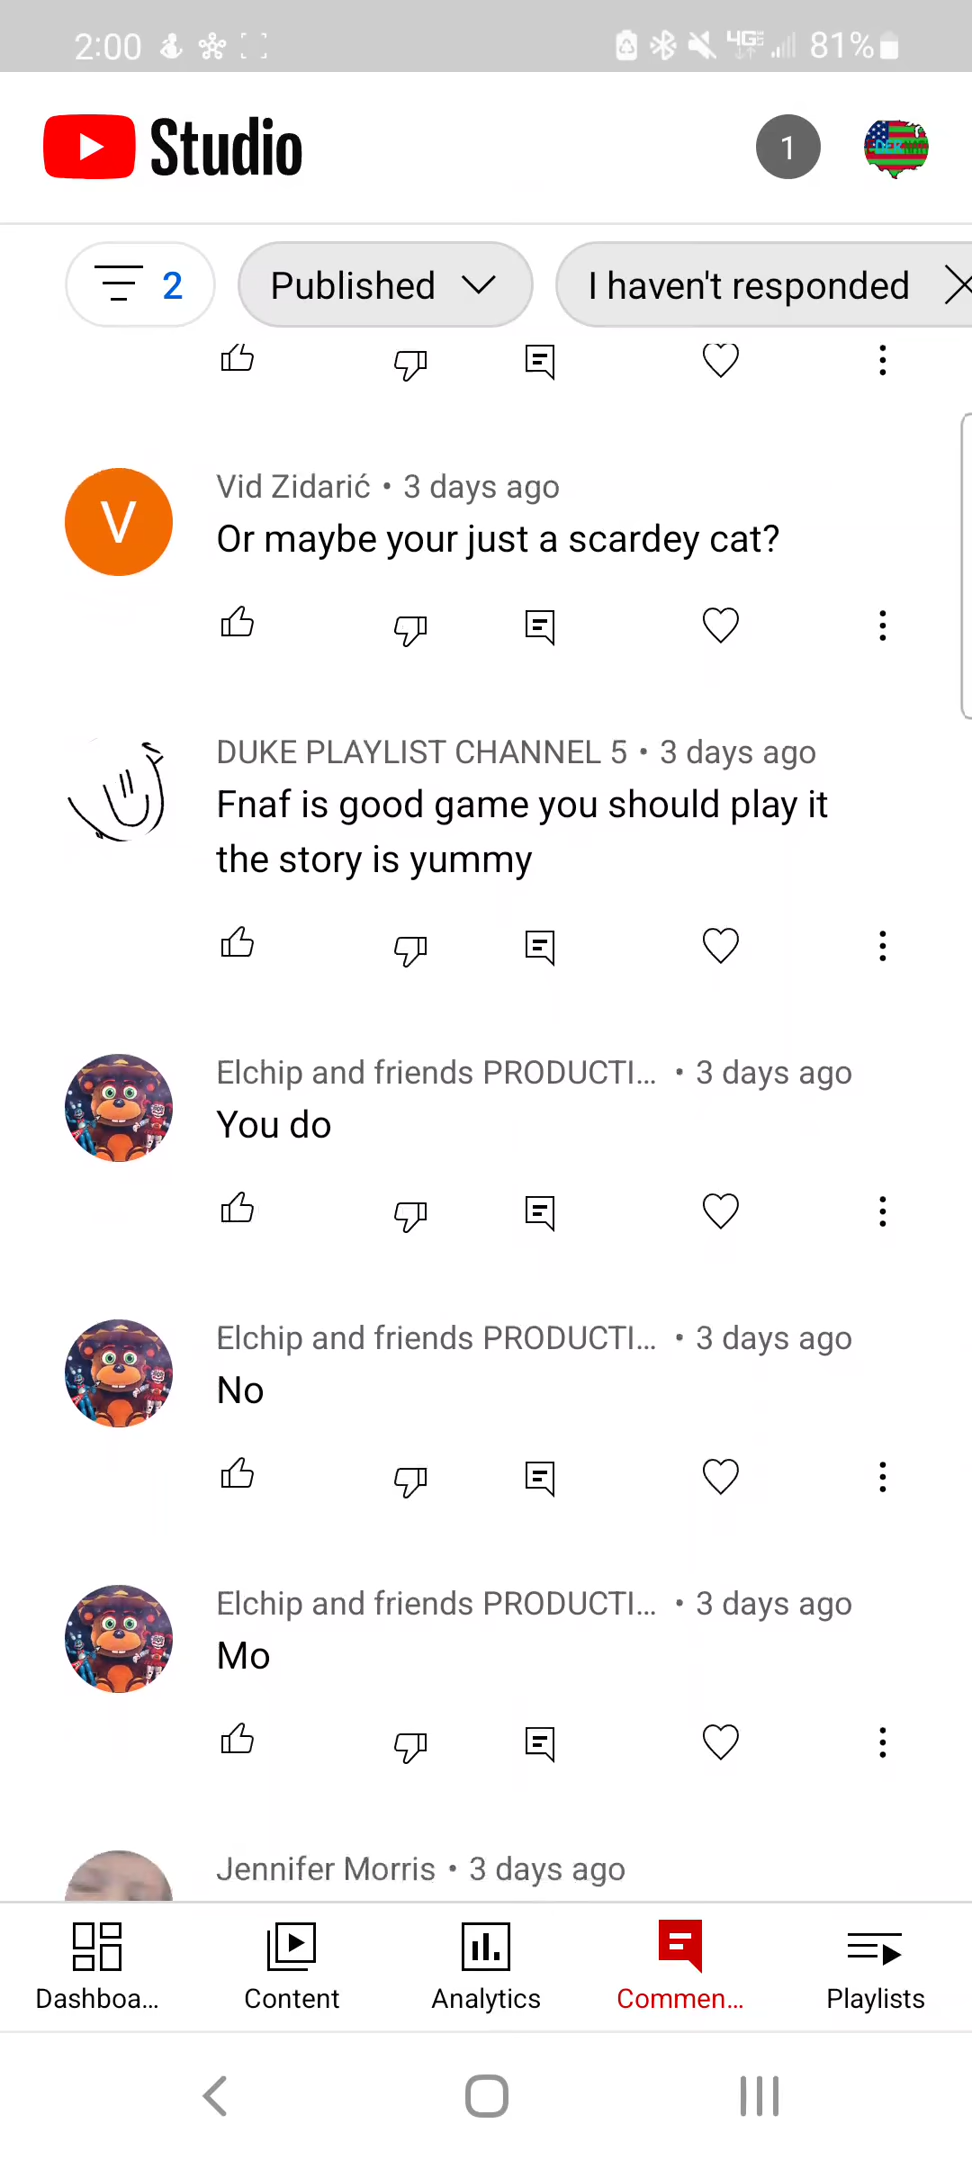 2:00 4GE 81%
Studio 1
2 Published I haven't responded
Vid Zidarić • 3 days ago
V
Or maybe your just a scardey cat?
DUKE PLAYLIST CHANNEL 5 • 3 days ago
Fnaf is good game you should play it
the story is yummy
Elchip and friends PRODUCTI... • 3 days ago
You do
Elchip and friends PRODUCTI... • 3 days ago
No
Elchip and friends PRODUCTI... • 3 days ago
Mo
Jennifer Morris • 3 days ago
Dashboa... Content Analytics Commen... Playlists